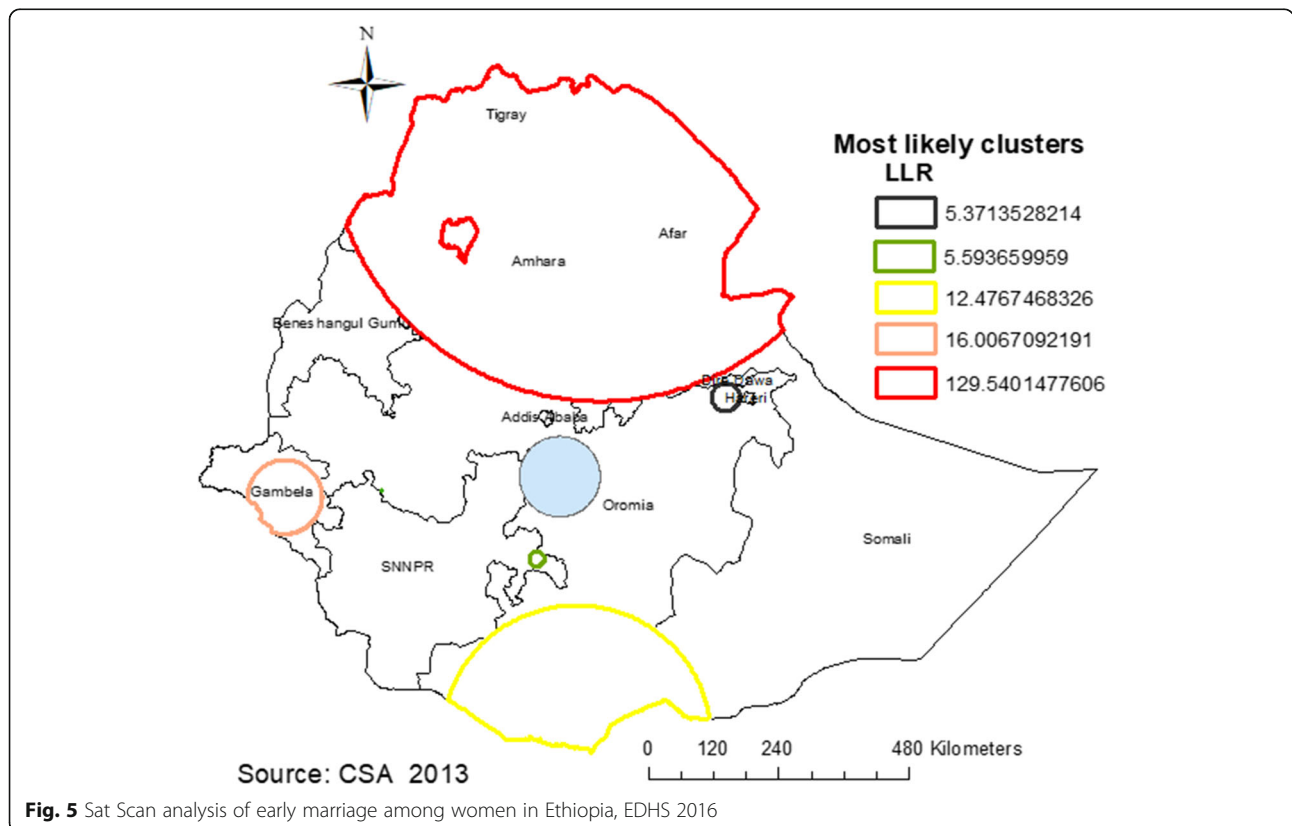 N
Tigray
Most likely clusters
LLR
5.3713528214
5.593659959
12.4767468326
16.0067092191
129.5401477606
Afar
Amhara
Beneshangul Gumu
Dire Dawa
Hareri
Addis Ababa
Gambela
Oromia
SNNPR
Somali
0 120 240 480 Kilometers
Source: CSA 2013
Fig. 5 Sat Scan analysis of early marriage among women in Ethiopia, EDHS 2016